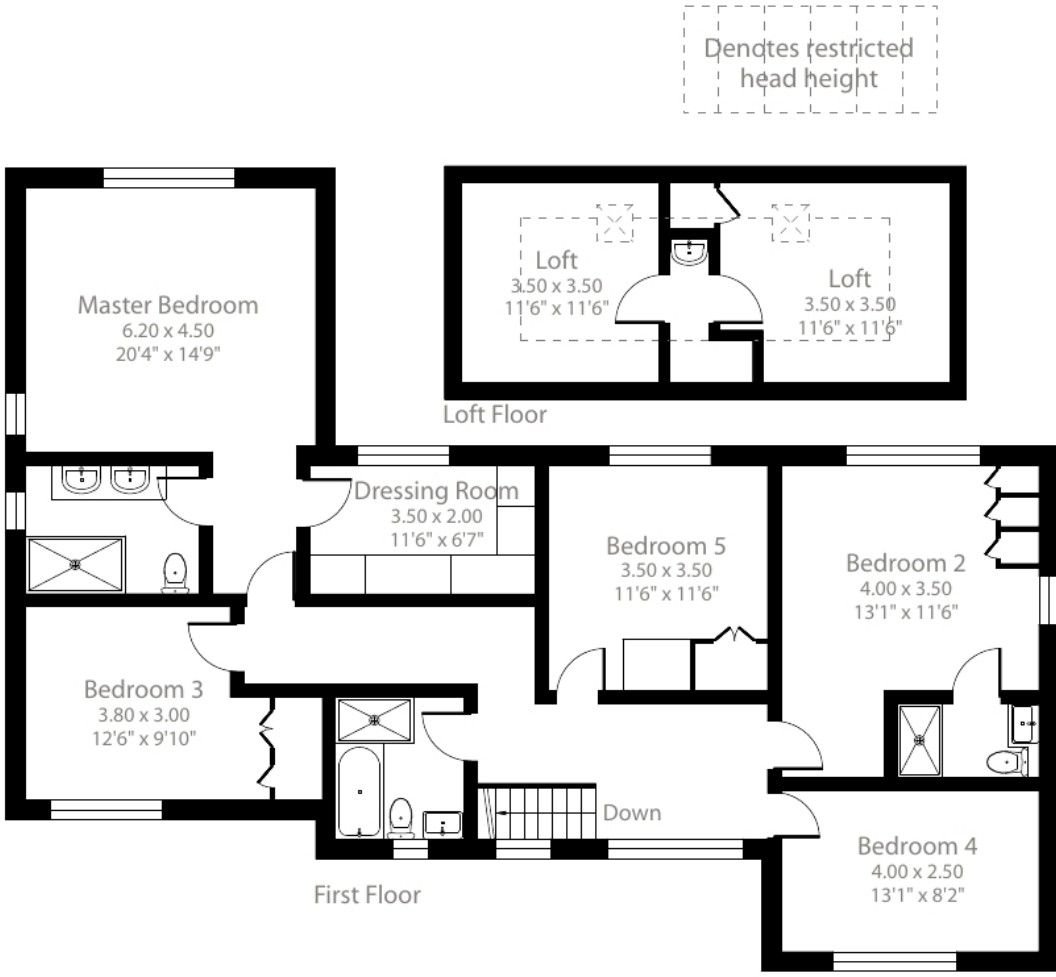 Denotes restricted
head height
Master Bedroom
6.20 x 4.50
20'4" x 14'9"
Loft
3.50 x 3.50
11'6" x 11'6"
Loft
3.50 x 3.50
11'6" x 11'6"
Loft Floor
Dressing Room
3.50 x 2.00
11'6" x 6'7"
Bedroom 5
3.50 x 3.50
11'6" x 11'6"
Bedroom 2
4.00 x 3.50
13'1" x 11'6"
Bedroom 3
3.80 x 3.00
12'6" x 9'10"
Down
Bedroom 4
4.00 x 2.50
13'1" x 8'2"
First Floor